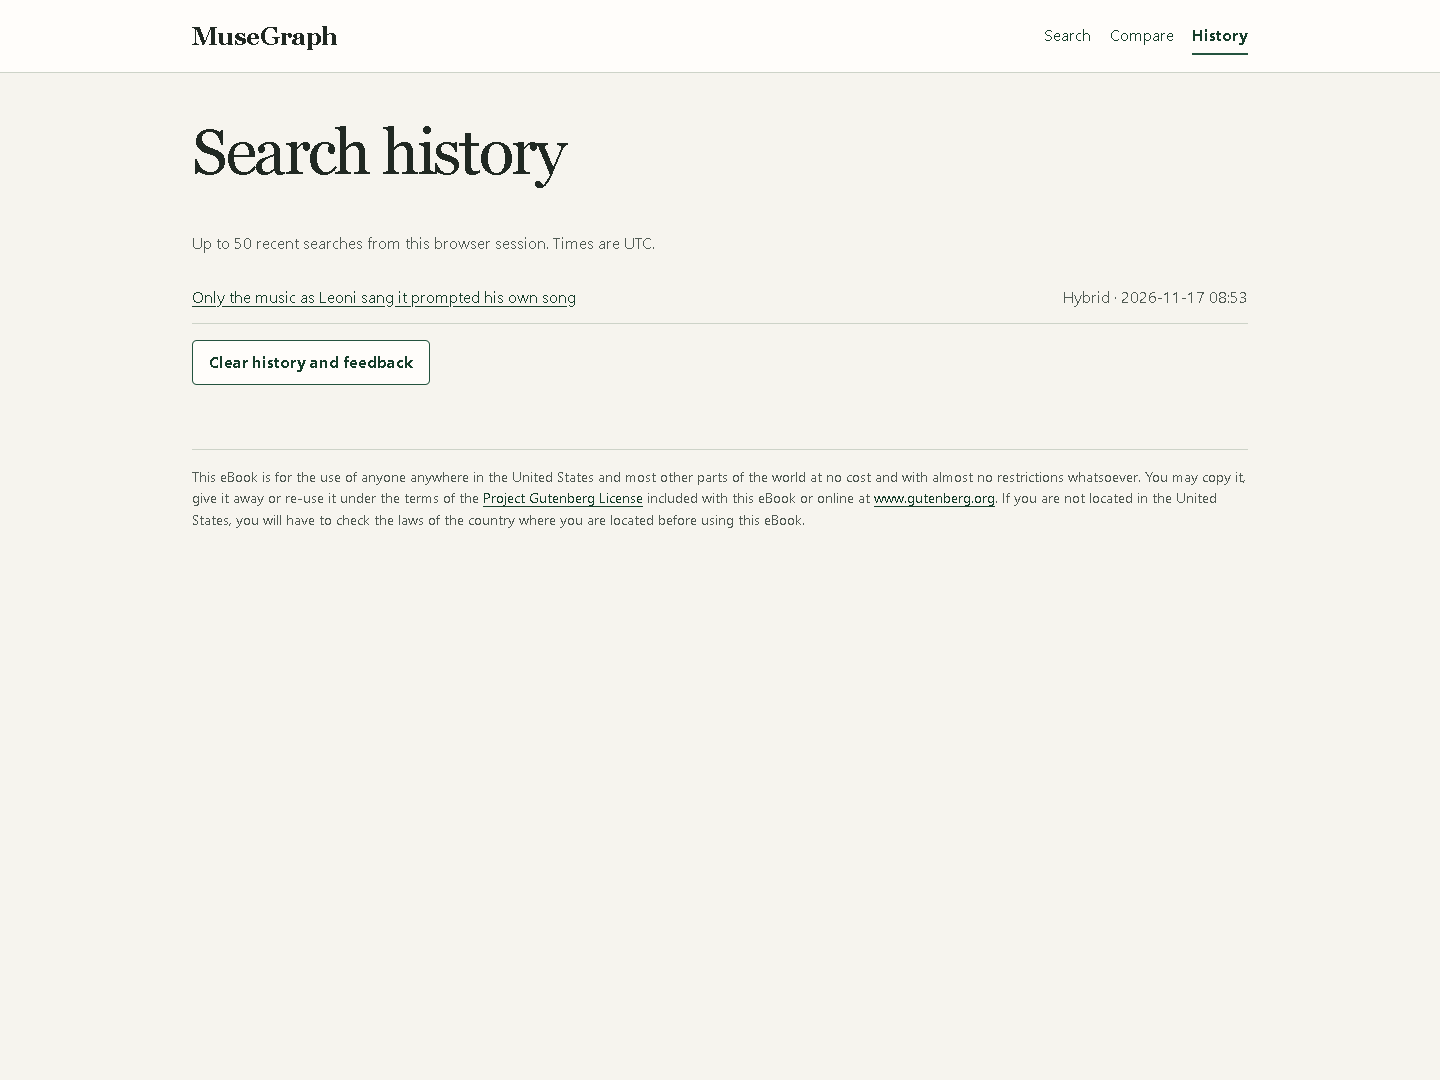 MuseGraph
Search Compare History
Search history
Up to 50 recent searches from this browser session. Times are UTC.
Only the music as Leoni sang it prompted his own song
Hybrid · 2026-11-17 08:53
Clear history and feedback
This eBook is for the use of anyone anywhere in the United States and most other parts of the world at no cost and with almost no restrictions whatsoever. You may copy it,
give it away or re-use it under the terms of the Project Gutenberg License included with this eBook or online at www.gutenberg.org. If you are not located in the United
States, you will have to check the laws of the country where you are located before using this eBook.